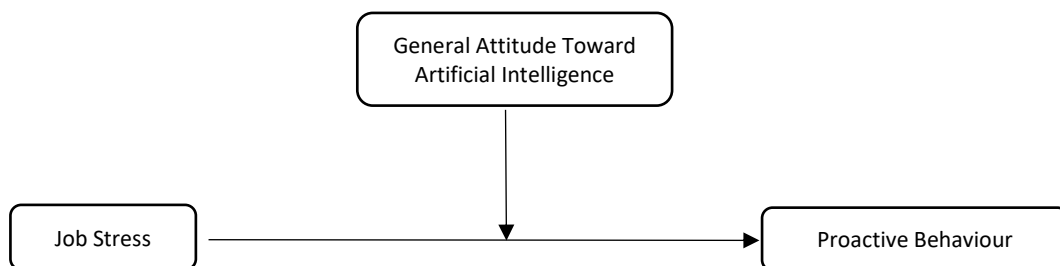 General Attitude Toward
Artificial Intelligence
Job Stress
Proactive Behaviour